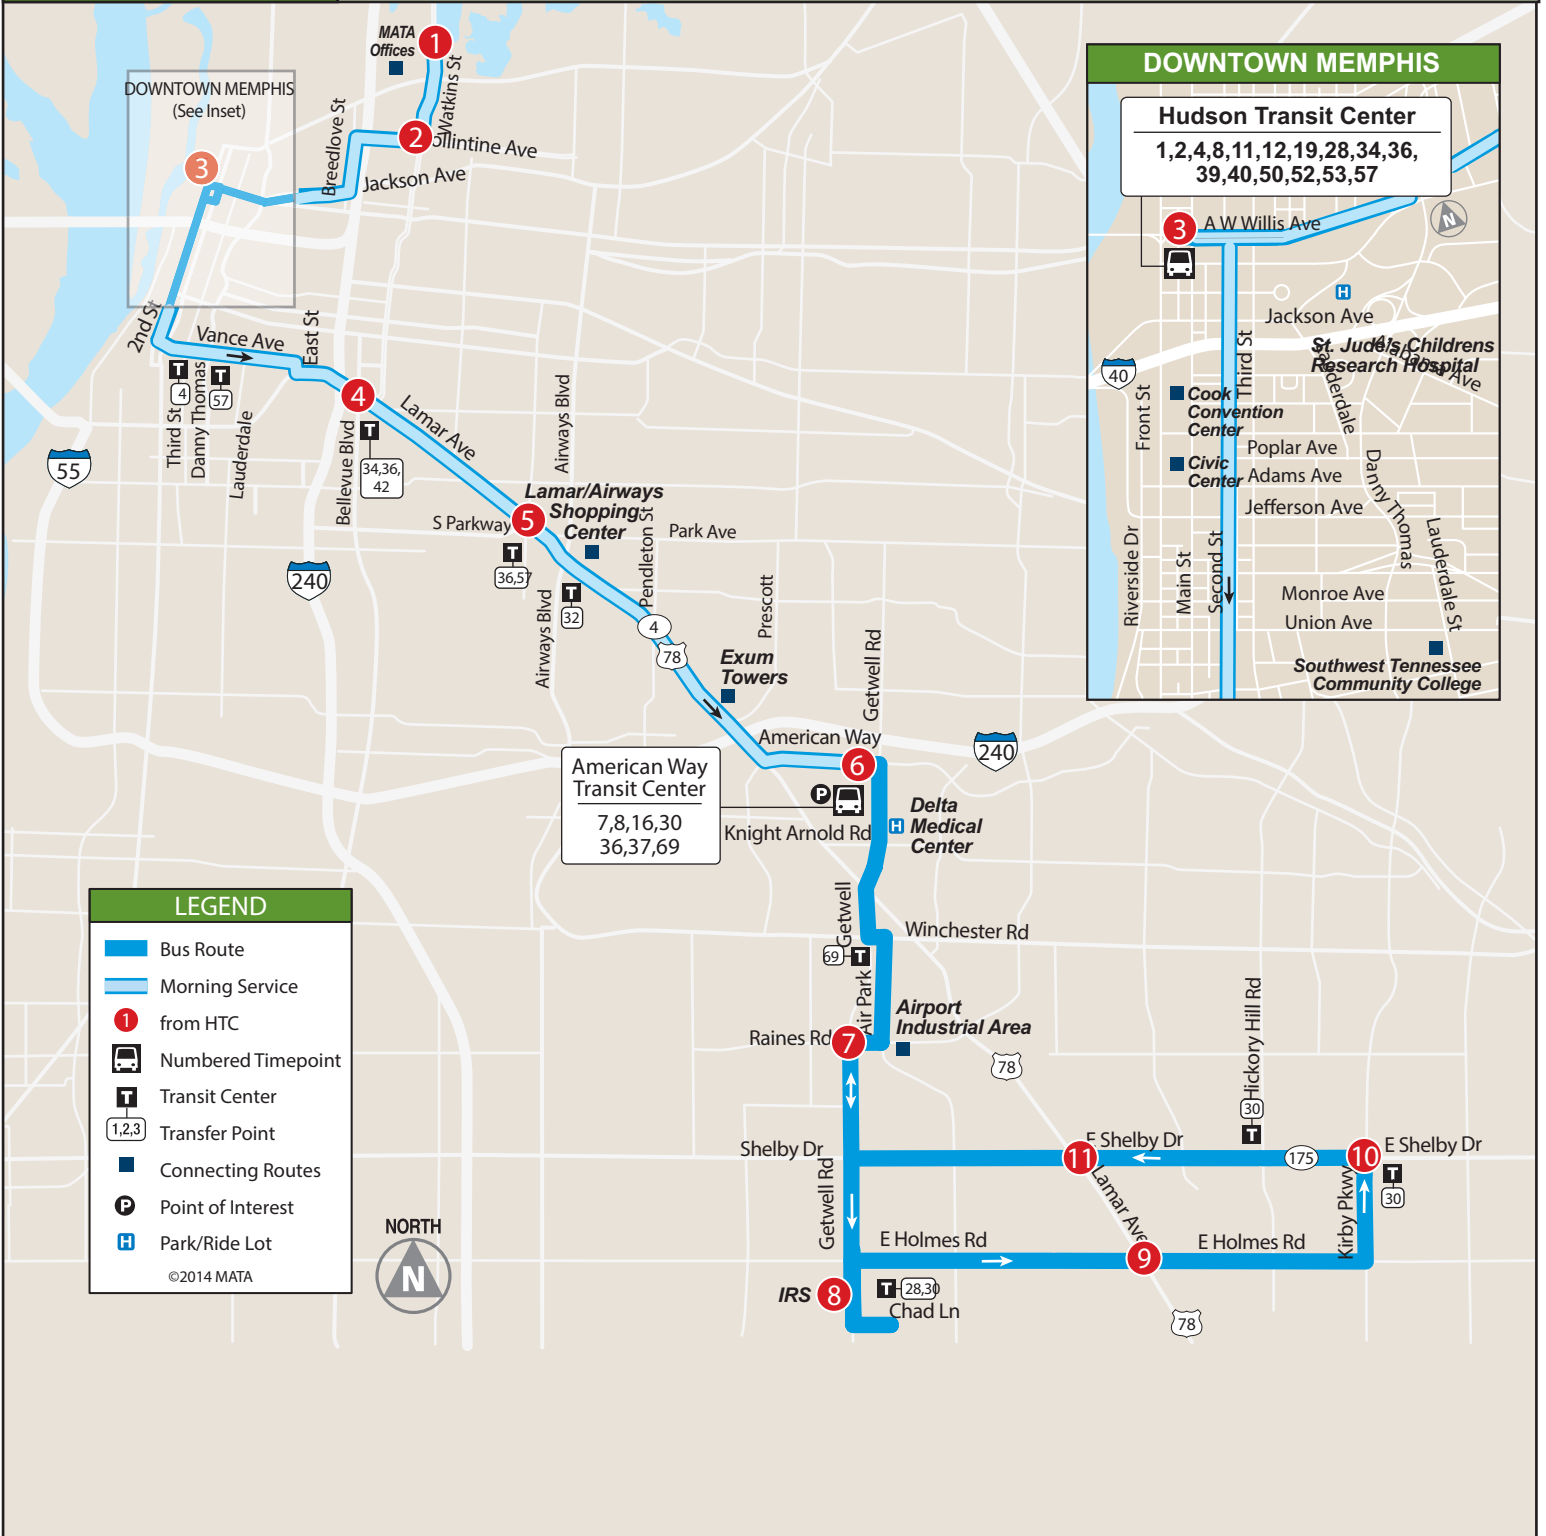 MATA
Offices
1
Watkins St
DOWNTOWN MEMPHIS
(See Inset)
Breedlove St
2
ollintine Ave
Jackson Ave
3
2nd St
Vance Ave
East St
T
4
T
57
Third St
Danny Thomas
Lauderdale
4
Lamar Ave
Bellevue Blvd
T
34,36,
42
Airways Blvd
55
240
Lamar/Airways
Shopping
Center
S Parkway
5
Pendleton St
Park Ave
T
36,57
T
32
Airways Blvd
4
78
Prescott
Exum
Towers
Getwell Rd
American Way
6
240
American Way
Transit Center
7,8,16,30
36,37,69
P
Knight Arnold Rd
H
Delta
Medical
Center
Getwell
Winchester Rd
69
T
Air Park
Airport
Industrial Area
Raines Rd
7
78
Hickory Hill Rd
30
T
Shelby Dr
E Shelby Dr
11
175
10
E Shelby Dr
T
30
Getwell Rd
Lamar Ave
Kirby Pkwy
E Holmes Rd
9
E Holmes Rd
IRS
8
T
28,30
Chad Ln
78
DOWNTOWN MEMPHIS
Hudson Transit Center
1,2,4,8,11,12,19,28,34,36,
39,40,50,52,53,57
3
A W Willis Ave
N
H
Jackson Ave
Third St
St. Jude's Childrens
Research Hospital
Alabama Ave
Lauderdale
40
Front St
Cook
Convention
Center
Poplar Ave
Civic
Center
Adams Ave
Jefferson Ave
Danny Thomas
Lauderdale St
Riverside Dr
Main St
Second St
Monroe Ave
Union Ave
Southwest Tennessee
Community College
LEGEND
Bus Route
Morning Service
1
from HTC
Numbered Timepoint
T
Transit Center
1,2,3
Transfer Point
Connecting Routes
P
Point of Interest
H
Park/Ride Lot
©2014 MATA
NORTH
N